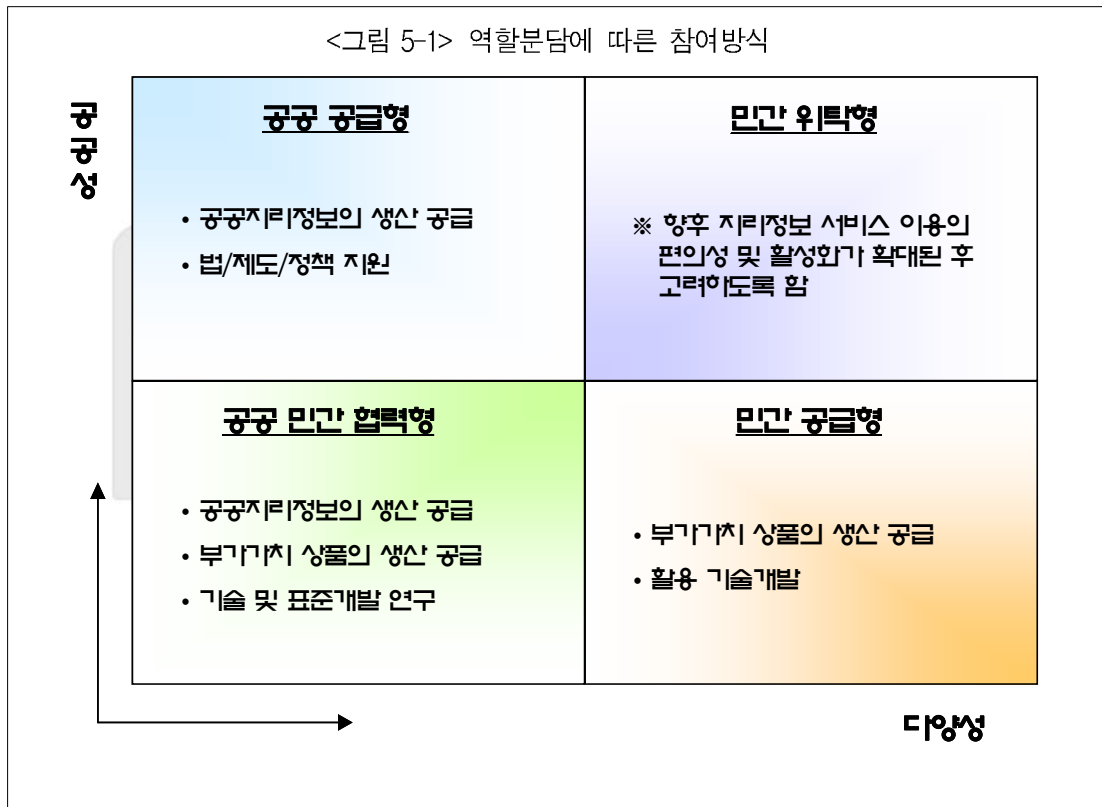 <그림 5-1> 역할분담에 따른 참여방식
공공성
공공 공급형
• 공공지리정보의 생산 공급
• 법/제도/정책 지원
민간 위탁형
※ 향후 지리정보 서비스 이용의
편의성 및 활성화가 확대된 후
고려하도록 함
공공 민간 협력형
• 공공지리정보의 생산 공급
• 부가가치 상품의 생산 공급
• 기술 및 표준개발 연구
민간 공급형
• 부가가치 상품의 생산 공급
• 활용 기술개발
다양성